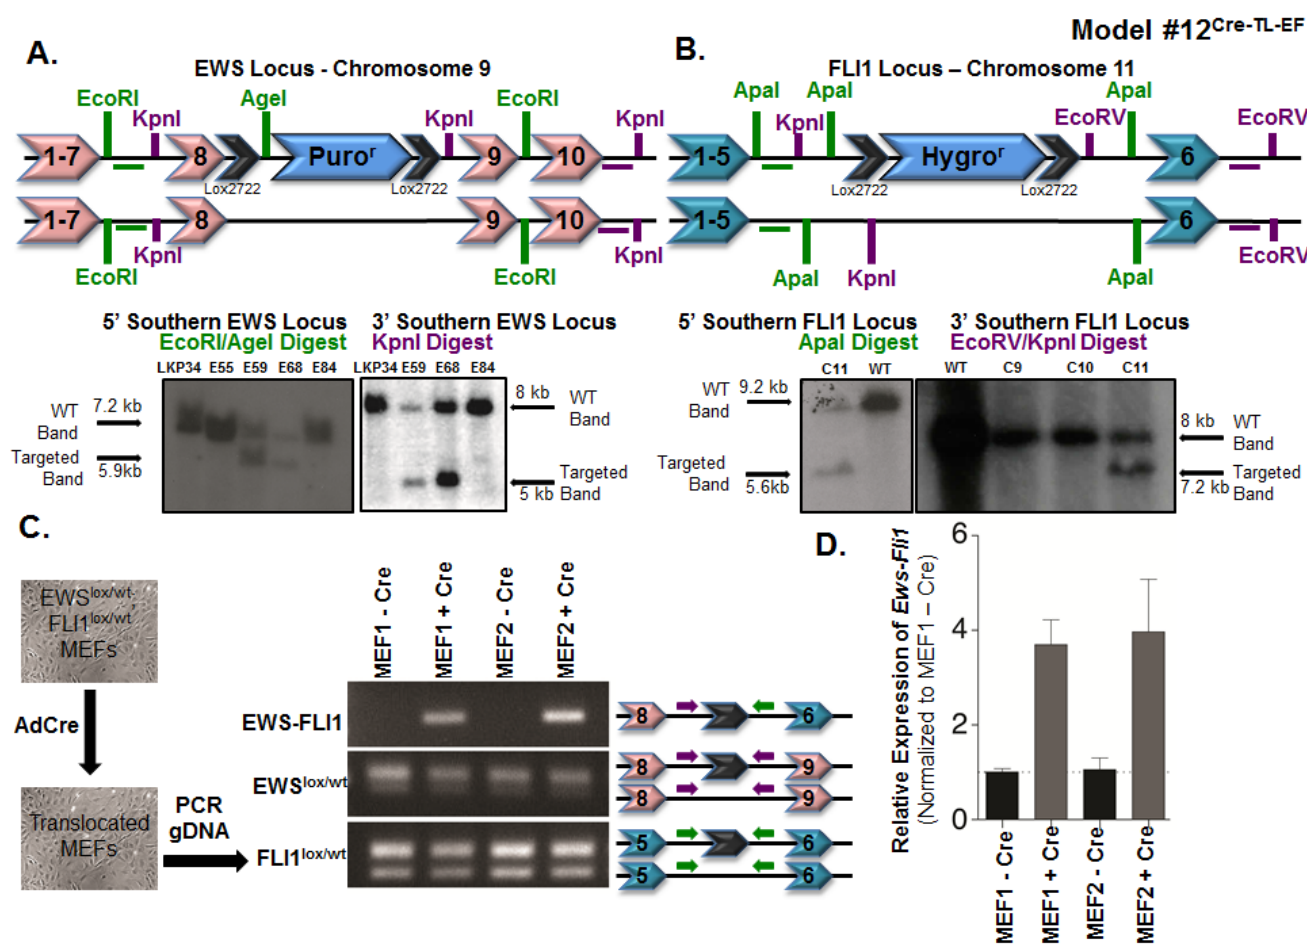 Model #12Cre-TL-EF
A.
EWS Locus - Chromosome 9
EcoRI
AgeI
EcoRI
KpnI
KpnI
KpnI
1-7
8
Puror
9
10
Lox2722
Lox2722
1-7
8
9
10
KpnI
KpnI
EcoRI
EcoRI
B.
FLI1 Locus – Chromosome 11
ApaI
ApaI
ApaI
KpnI
EcoRV
EcoRV
1-5
Hygror
6
Lox2722
Lox2722
1-5
6
ApaI
KpnI
ApaI
EcoRV
5’ Southern EWS Locus
EcoRI/AgeI Digest
LKP34 E55 E59 E68 E84
7.2 kb
WT
Band
Targeted
Band
5.9kb
3’ Southern EWS Locus
KpnI Digest
LKP34 E59 E68 E84
8 kb
WT
Band
Targeted
Band
5 kb
5’ Southern FLI1 Locus
ApaI Digest
C11 WT
WT
Band
9.2 kb
Targeted
Band
5.6kb
3’ Southern FLI1 Locus
EcoRV/KpnI Digest
WT C9 C10 C11
8 kb
WT
Band
Targeted
Band
7.2 kb
C.
EWSlox/wt;
FLI1lox/wt
MEFs
AdCre
Translocated
MEFs
PCR
gDNA
MEF1 - Cre
MEF1 + Cre
MEF2 - Cre
MEF2 + Cre
EWS-FLI1
8
6
EWSlox/wt
8
9
8
9
FLI1lox/wt
5
6
5
6
D.
Relative Expression of Ews-Fli1
(Normalized to MEF1 – Cre)
6
4
2
0
MEF1 - Cre
MEF1 + Cre
MEF2 - Cre
MEF2 + Cre